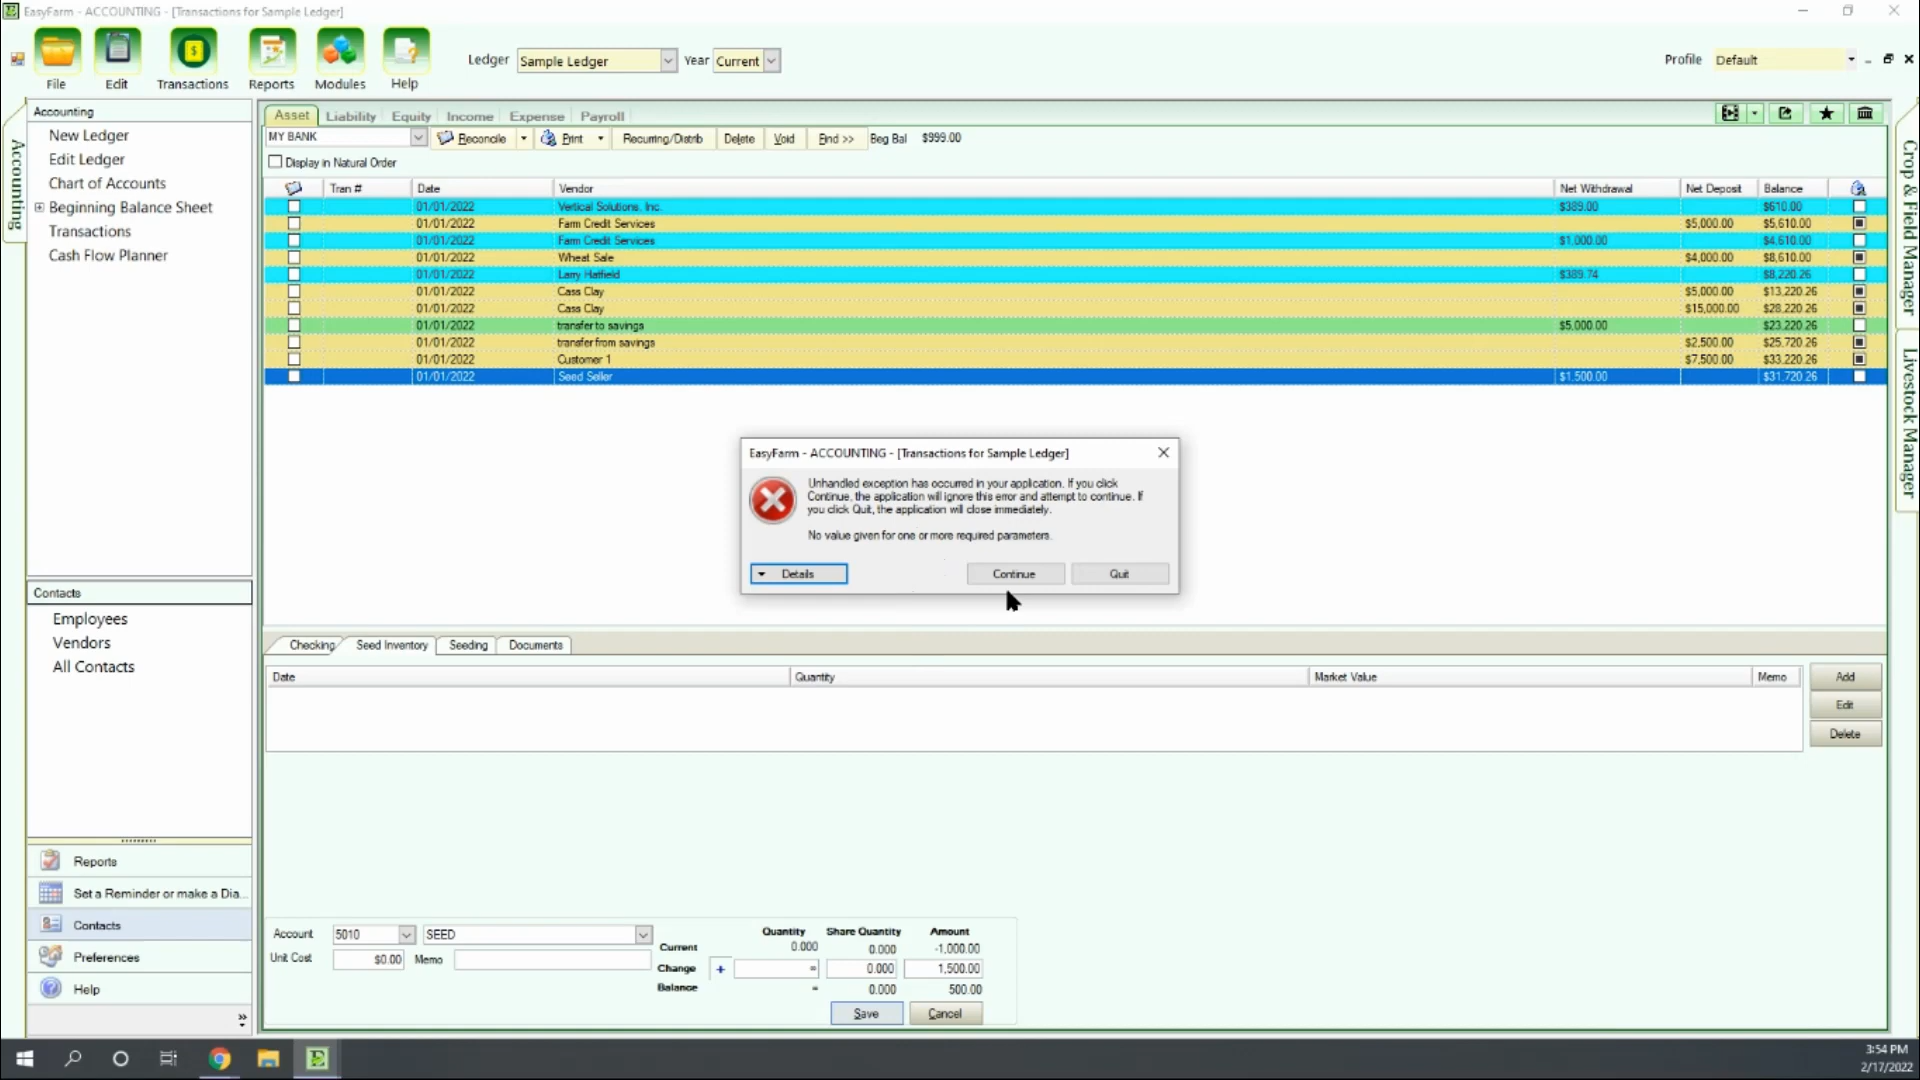 EasyFarm - ACCOUNTING - [Transactions for Sample Ledger]
File
Edit
Transactions
Reports
Modules
Help
Ledger
Sample Ledger
Year
Current
Profile
Default
Accounting
Accounting
New Ledger
Edit Ledger
Chart of Accounts
Beginning Balance Sheet
Transactions
Cash Flow Planner
Asset
Liability
Equity
Income
Expense
Payroll
MY BANK
Reconcile
Print
Recurring/Distrib
Delete
Void
Find >>
Beg Bal $999.00
Display in Natural Order
Tran # Date Vendor Net Withdrawal Net Deposit Balance
01/01/2022 Vertical Solutions, Inc. $389.00 $610.00
01/01/2022 Farm Credit Services $5,000.00 $5,610.00
01/01/2022 Farm Credit Services $1,000.00 $4,610.00
01/01/2022 Wheat Sale $4,000.00 $8,610.00
01/01/2022 Larry Hatfield $389.74 $8,220.26
01/01/2022 Cass Clay $5,000.00 $13,220.26
01/01/2022 Cass Clay $15,000.00 $28,220.26
01/01/2022 transfer to savings $5,000.00 $23,220.26
01/01/2022 transfer from savings $2,500.00 $25,720.26
01/01/2022 Customer 1 $7,500.00 $33,220.26
01/01/2022 Seed Seller $1,500.00 $31,720.26
Crop & Field Manager
Livestock Manager
EasyFarm - ACCOUNTING - [Transactions for Sample Ledger]
Unhandled exception has occurred in your application. If you click
Continue, the application will ignore this error and attempt to continue. If
you click Quit, the application will close immediately.
No value given for one or more required parameters.
Details
Continue
Quit
Contacts
Employees
Vendors
All Contacts
Checking
Seed Inventory
Seeding
Documents
Date Quantity Market Value Memo
Add
Edit
Delete
Reports
Set a Reminder or make a Dia...
Contacts
Preferences
Help
Account 5010 SEED
Unit Cost $0.00 Memo
Quantity Share Quantity Amount
Current 0.000 0.000 -1,000.00
Change + = 0.000 1,500.00
Balance = 0.000 500.00
Save
Cancel
3:54 PM
2/17/2022